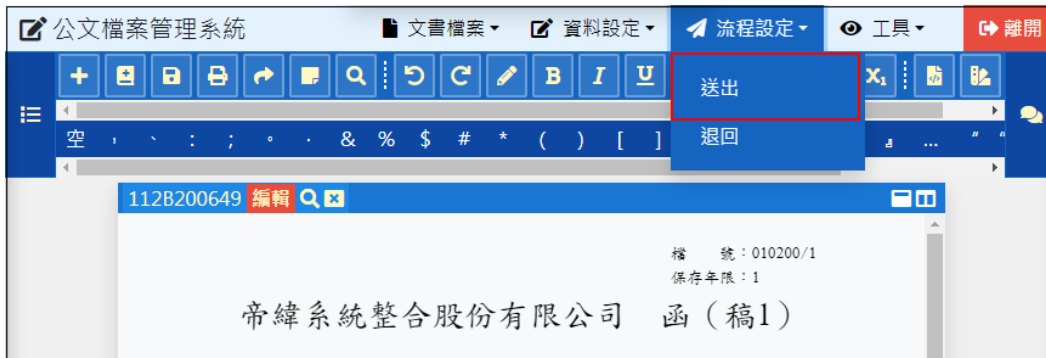 公文檔案管理系統 文書檔案 資料設定 流程設定 工具 離開
B I U X₁
送出
空 , 、 : ; 。 · & % $ # * ( ) [ ] 』 … " "
退回
112B200649 編輯
檔 號:010200/1
保存年限:1
帝緯系統整合股份有限公司 函(稿1)